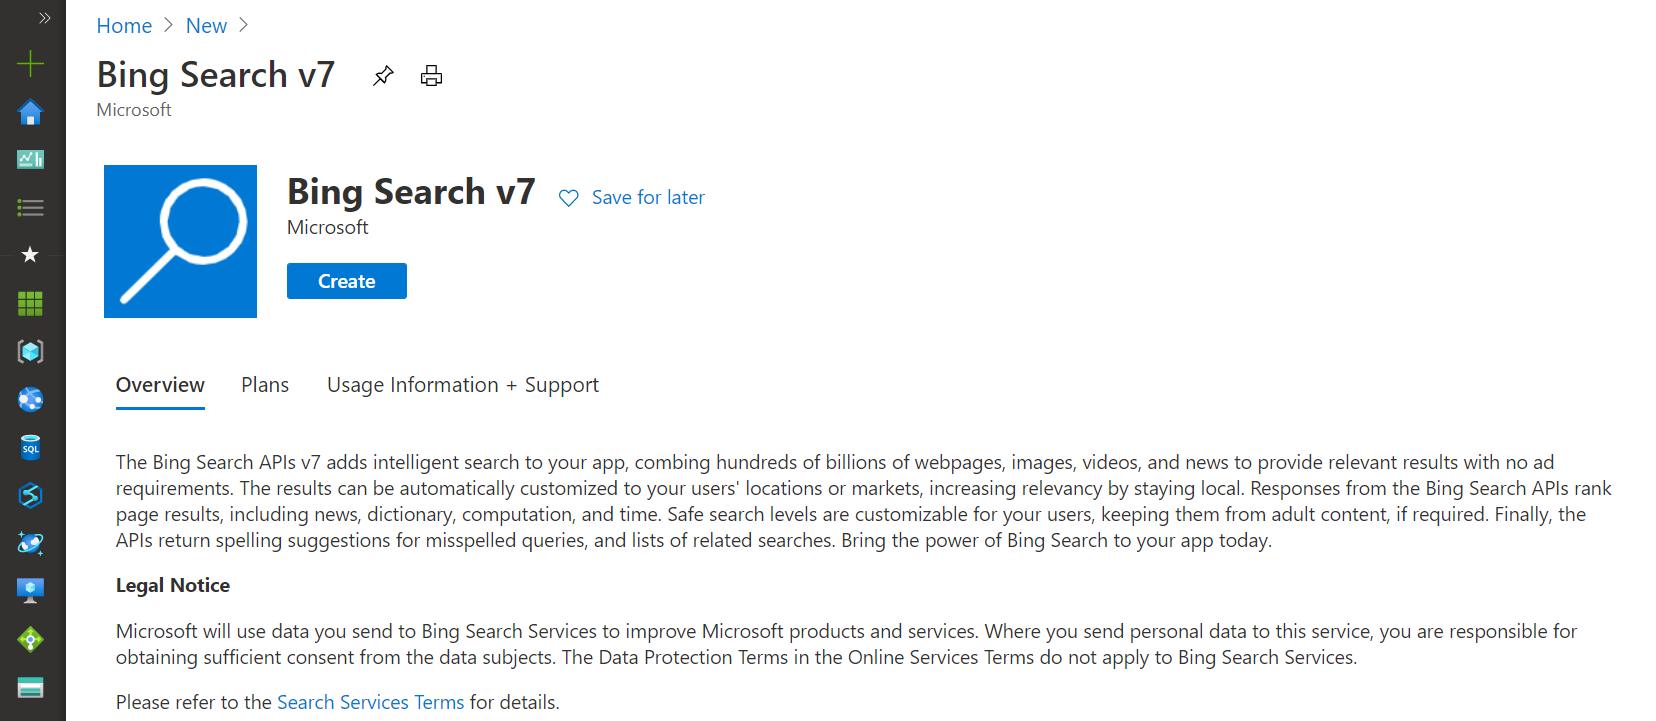 Home > New >
Bing Search v7
Microsoft
Bing Search v7
Save for later
Microsoft
Create
Overview Plans Usage Information + Support
The Bing Search APIs v7 adds intelligent search to your app, combing hundreds of billions of webpages, images, videos, and news to provide relevant results with no ad
requirements. The results can be automatically customized to your users' locations or markets, increasing relevancy by staying local. Responses from the Bing Search APIs rank
page results, including news, dictionary, computation, and time. Safe search levels are customizable for your users, keeping them from adult content, if required. Finally, the
APIs return spelling suggestions for misspelled queries, and lists of related searches. Bring the power of Bing Search to your app today.
Legal Notice
Microsoft will use data you send to Bing Search Services to improve Microsoft products and services. Where you send personal data to this service, you are responsible for
obtaining sufficient consent from the data subjects. The Data Protection Terms in the Online Services Terms do not apply to Bing Search Services.
Please refer to the Search Services Terms for details.
SQL